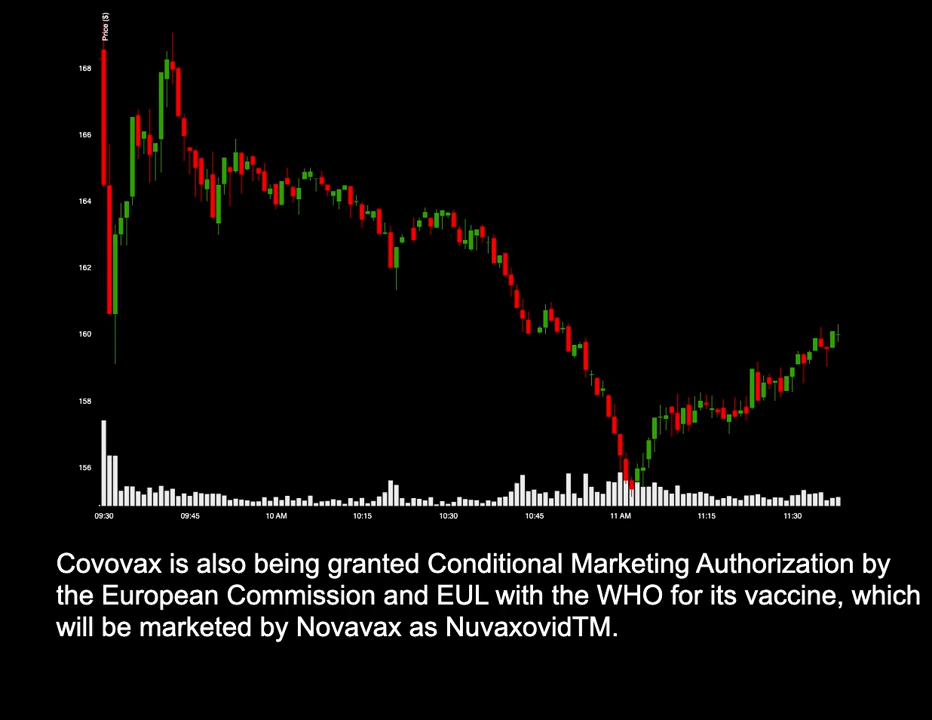 Price ($)
168
166
164
162
160
158
156
09:30 09:45 10 AM 10:15 10:30 10:45 11 AM 11:15 11:30
Covovax is also being granted Conditional Marketing Authorization by
the European Commission and EUL with the WHO for its vaccine, which
will be marketed by Novavax as NuvaxovidTM.